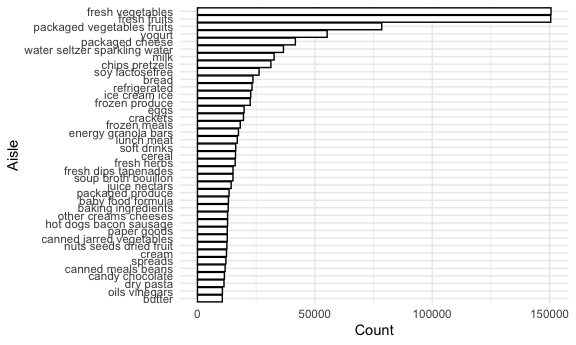 fresh vegetables
fresh fruits
packaged vegetables fruits
yogurt
packaged cheese
water seltzer sparkling water
milk
chips pretzels
soy lactosefree
bread
refrigerated
ice cream ice
frozen produce
eggs
crackers
frozen meals
energy granola bars
lunch meat
soft drinks
cereal
fresh herbs
fresh dips tapenades
soup broth bouillon
juice nectars
packaged produce
baby food formula
baking ingredients
other creams cheeses
hot dogs bacon sausage
paper goods
canned jarred vegetables
nuts seeds dried fruit
cream
spreads
canned meals beans
candy chocolate
dry pasta
oils vinegars
butter
Aisle
0 50000 100000 150000
Count